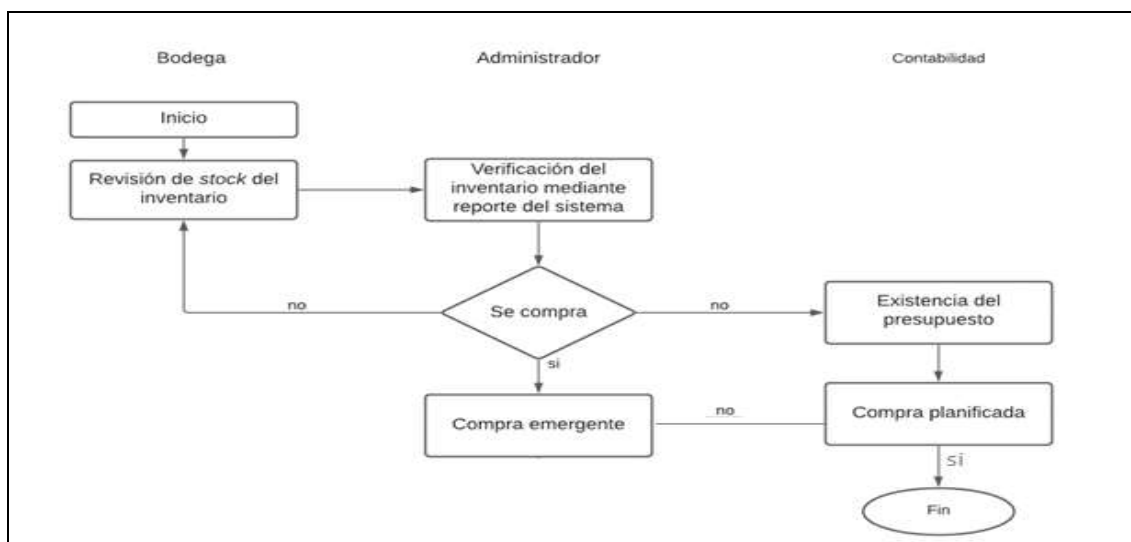 Bodega
Administrador
Contabilidad
Inicio
Revisión de stock del
inventario
Verificación del
inventario mediante
reporte del sistema
no
Se compra
no
Existencia del
presupuesto
si
Compra emergente
no
Compra planificada
sí
Fin